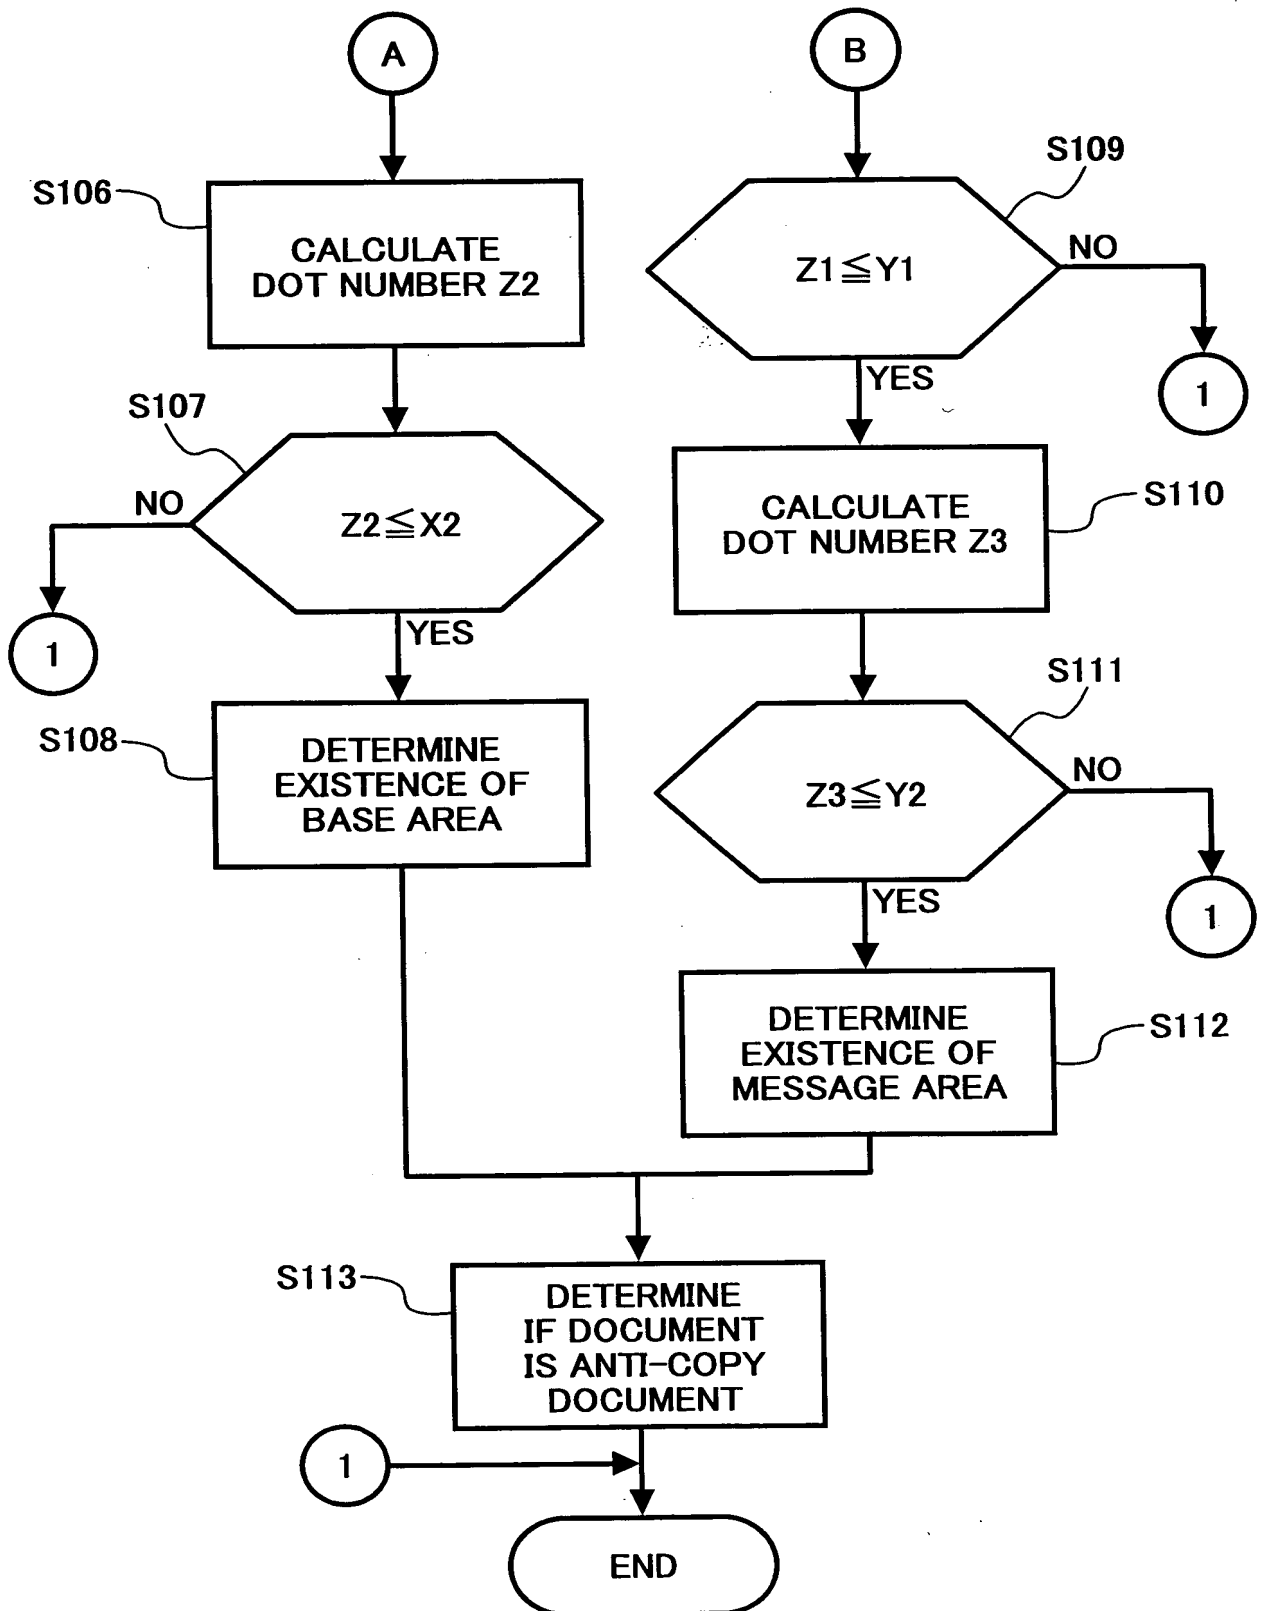 A
B
S106
CALCULATE
DOT NUMBER Z2
S109
Z1≦Y1
NO
YES
1
S107
NO
Z2≦X2
YES
1
CALCULATE
DOT NUMBER Z3
S110
S108
DETERMINE
EXISTENCE OF
BASE AREA
S111
Z3≦Y2
NO
YES
1
DETERMINE
EXISTENCE OF
MESSAGE AREA
S112
S113
DETERMINE
IF DOCUMENT
IS ANTI-COPY
DOCUMENT
1
END